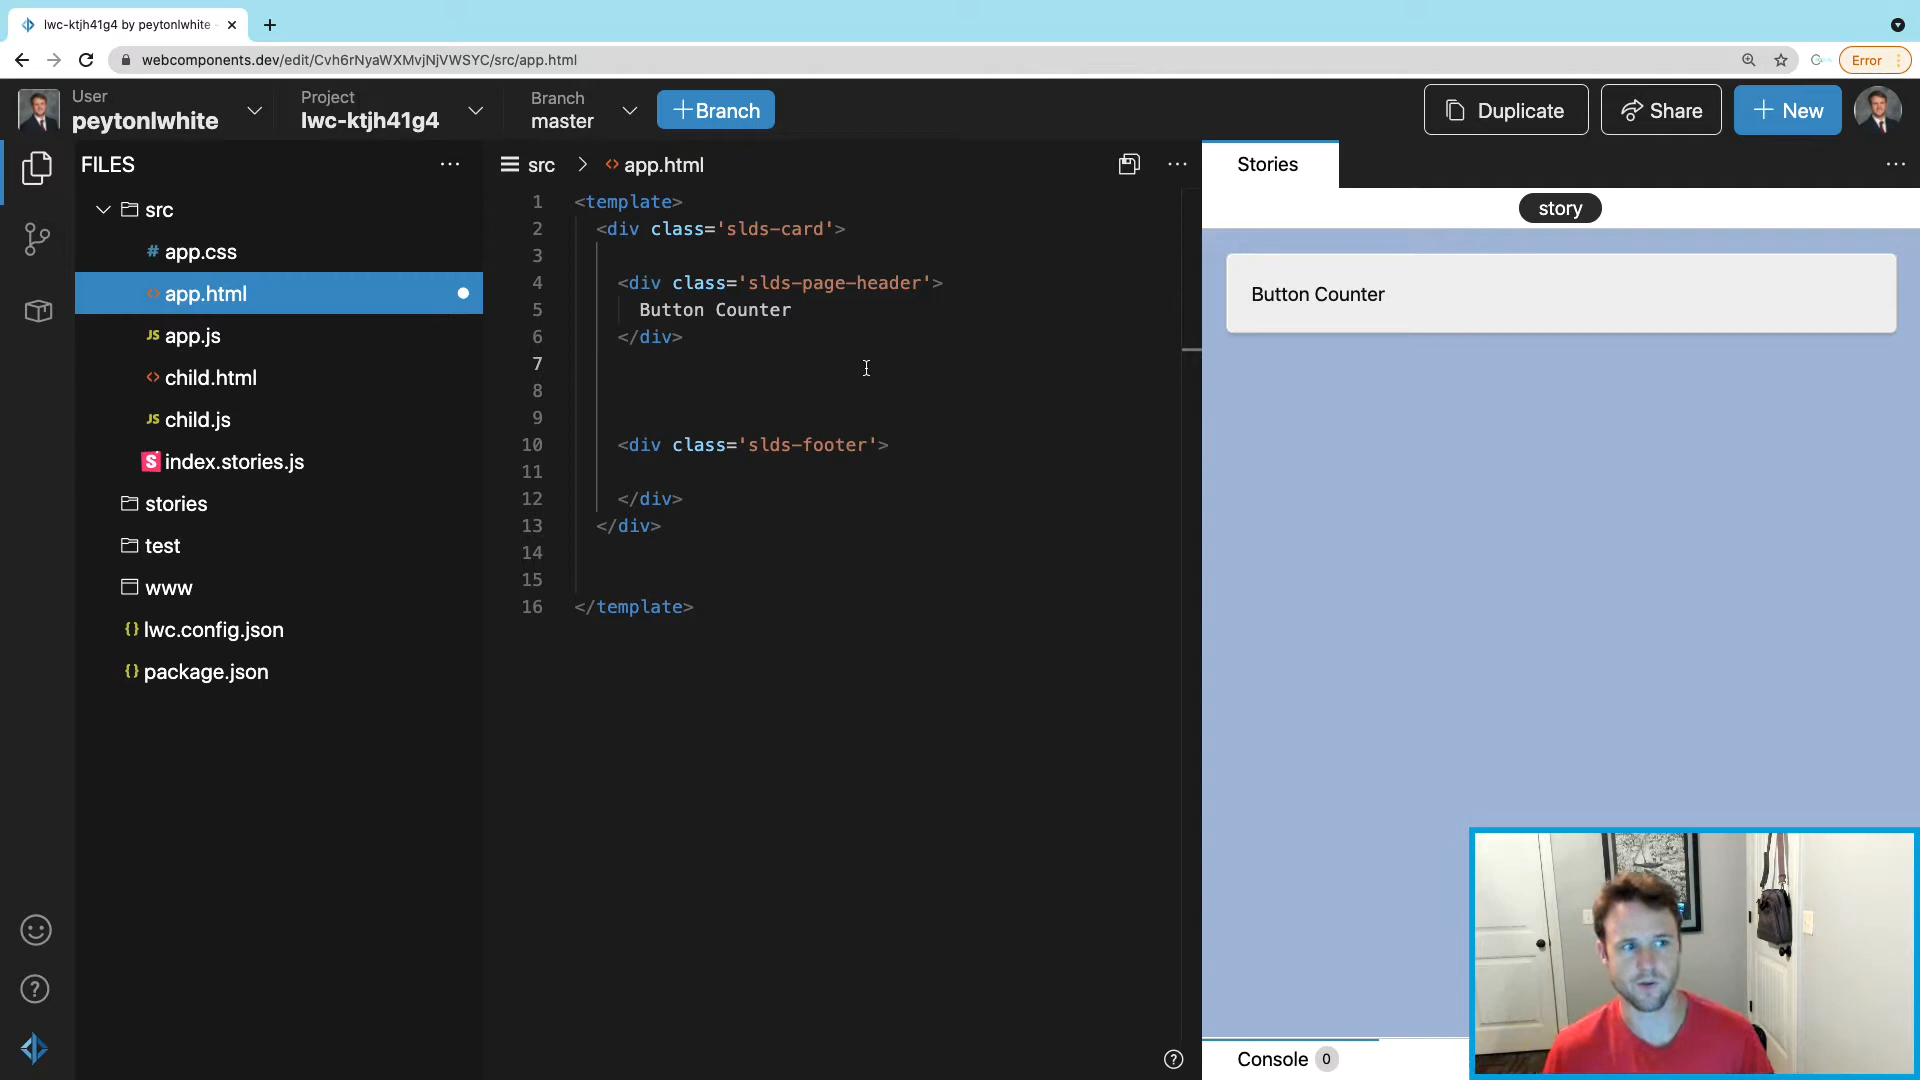 lwc-ktjh41g4 by peytonlwhite
webcomponents.dev/edit/Cvh6rNyaWXMvjNjVWSYC/src/app.html
Error
User
peytonlwhite
Project
lwc-ktjh41g4
Branch
master
+Branch
Duplicate
Share
+ New
FILES
src
# app.css
<> app.html
JS app.js
<> child.html
JS child.js
S index.stories.js
stories
test
www
{} lwc.config.json
{} package.json
src > <> app.html
1 <template>
2 <div class='slds-card'>
3
4 <div class='slds-page-header'>
5 Button Counter
6 </div>
7
8
9
10 <div class='slds-footer'>
11
12 </div>
13 </div>
14
15
16 </template>
Stories
story
Button Counter
Console 0